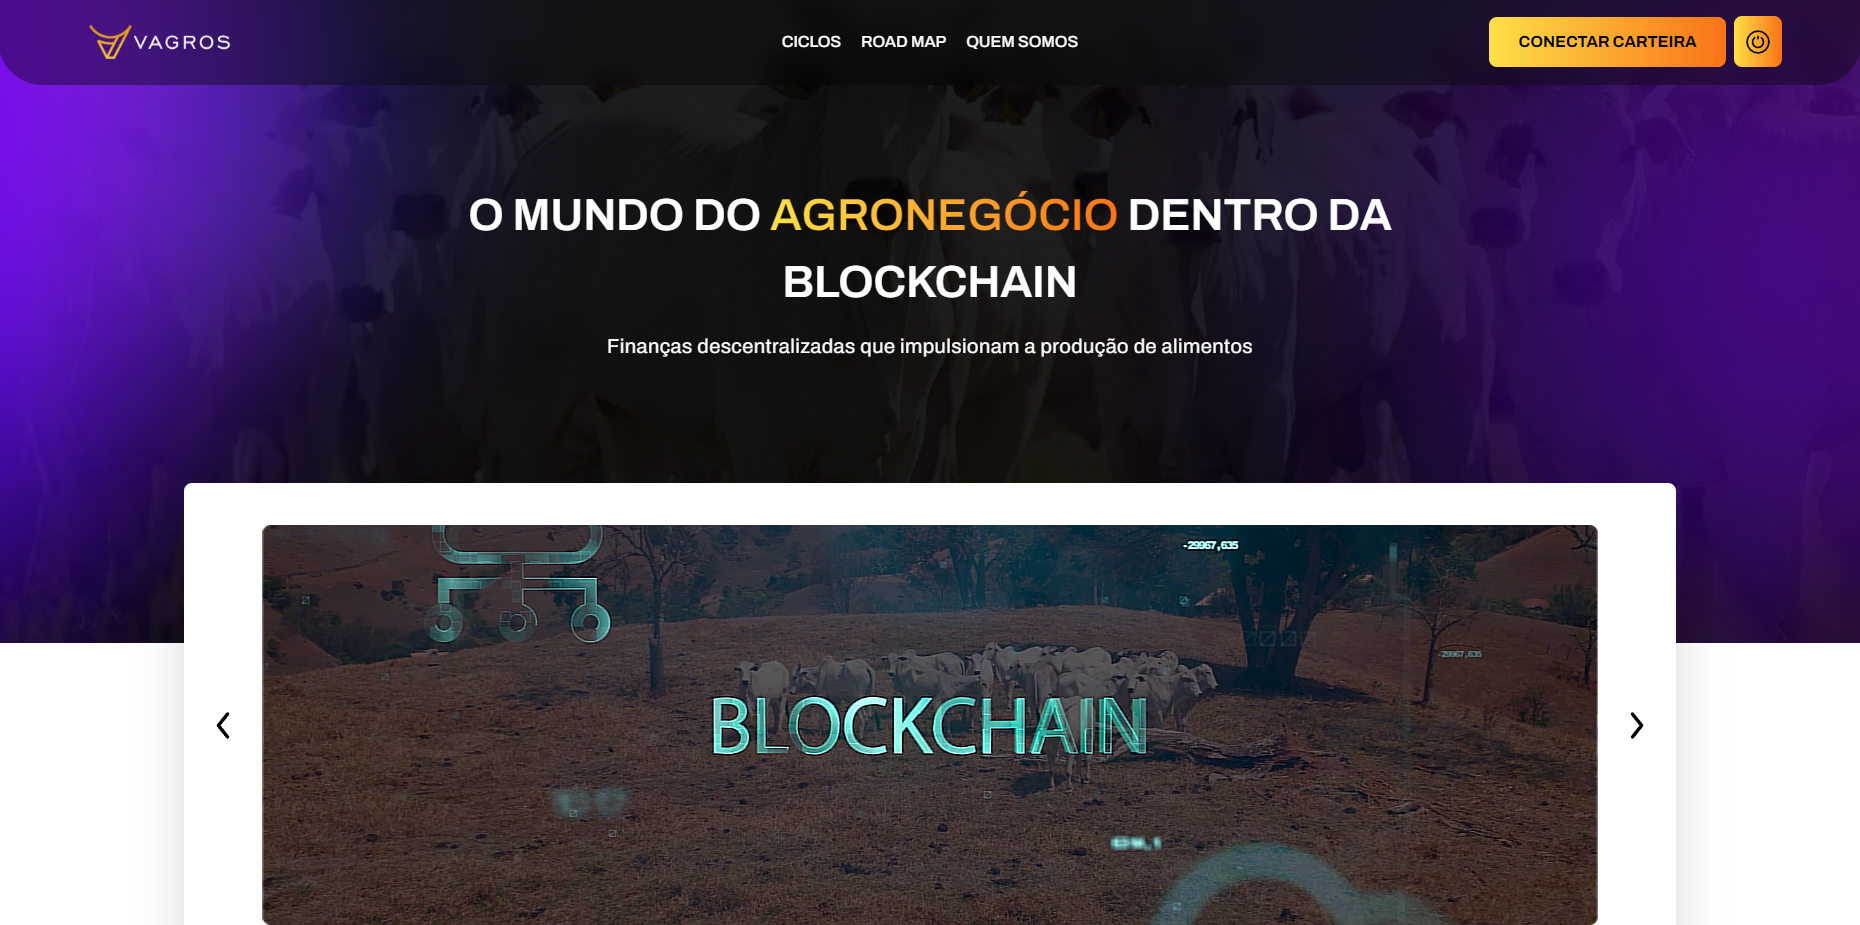 VAGROS
CICLOS
ROAD MAP
QUEM SOMOS
CONECTAR CARTEIRA
O MUNDO DO AGRONEGÓCIO DENTRO DA
BLOCKCHAIN
Finanças descentralizadas que impulsionam a produção de alimentos
-29967,635
-29967,635
BLOCKCHAIN